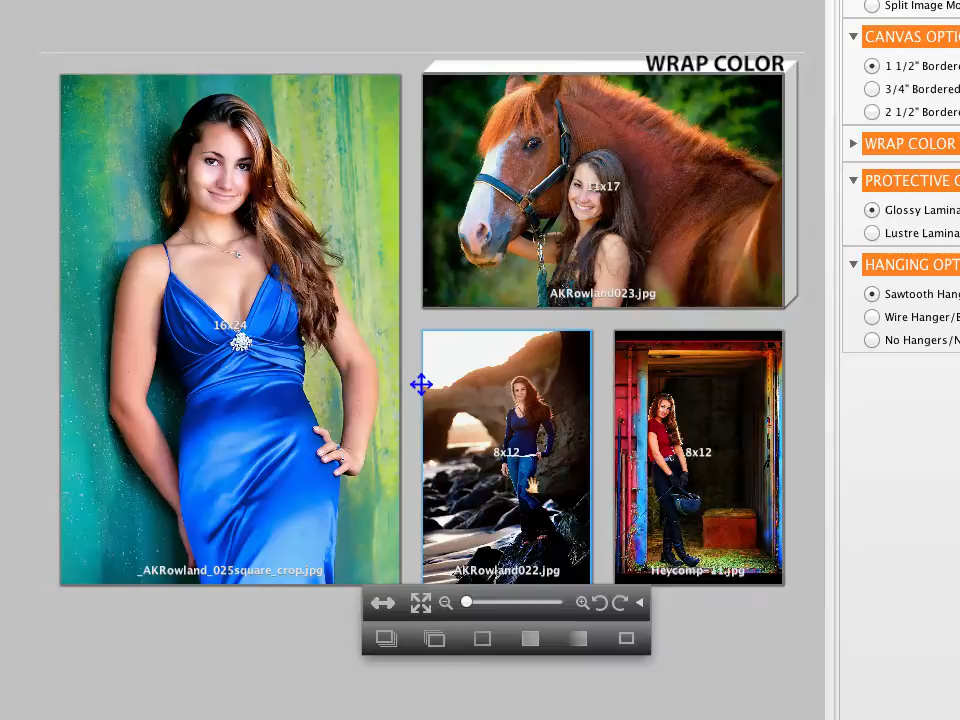 WRAP COLOR
11x17
AKRowland023.jpg
16x24
_AKRowland_025square_crop.jpg
8x12
AKRowland022.jpg
8x12
Heycomp-11.jpg
Split Image Mo
CANVAS OPTI
1 1/2" Bordere
3/4" Bordered
2 1/2" Bordere
WRAP COLOR
PROTECTIVE
Glossy Lamina
Lustre Lamina
HANGING OPT
Sawtooth Hang
Wire Hanger/
No Hangers/